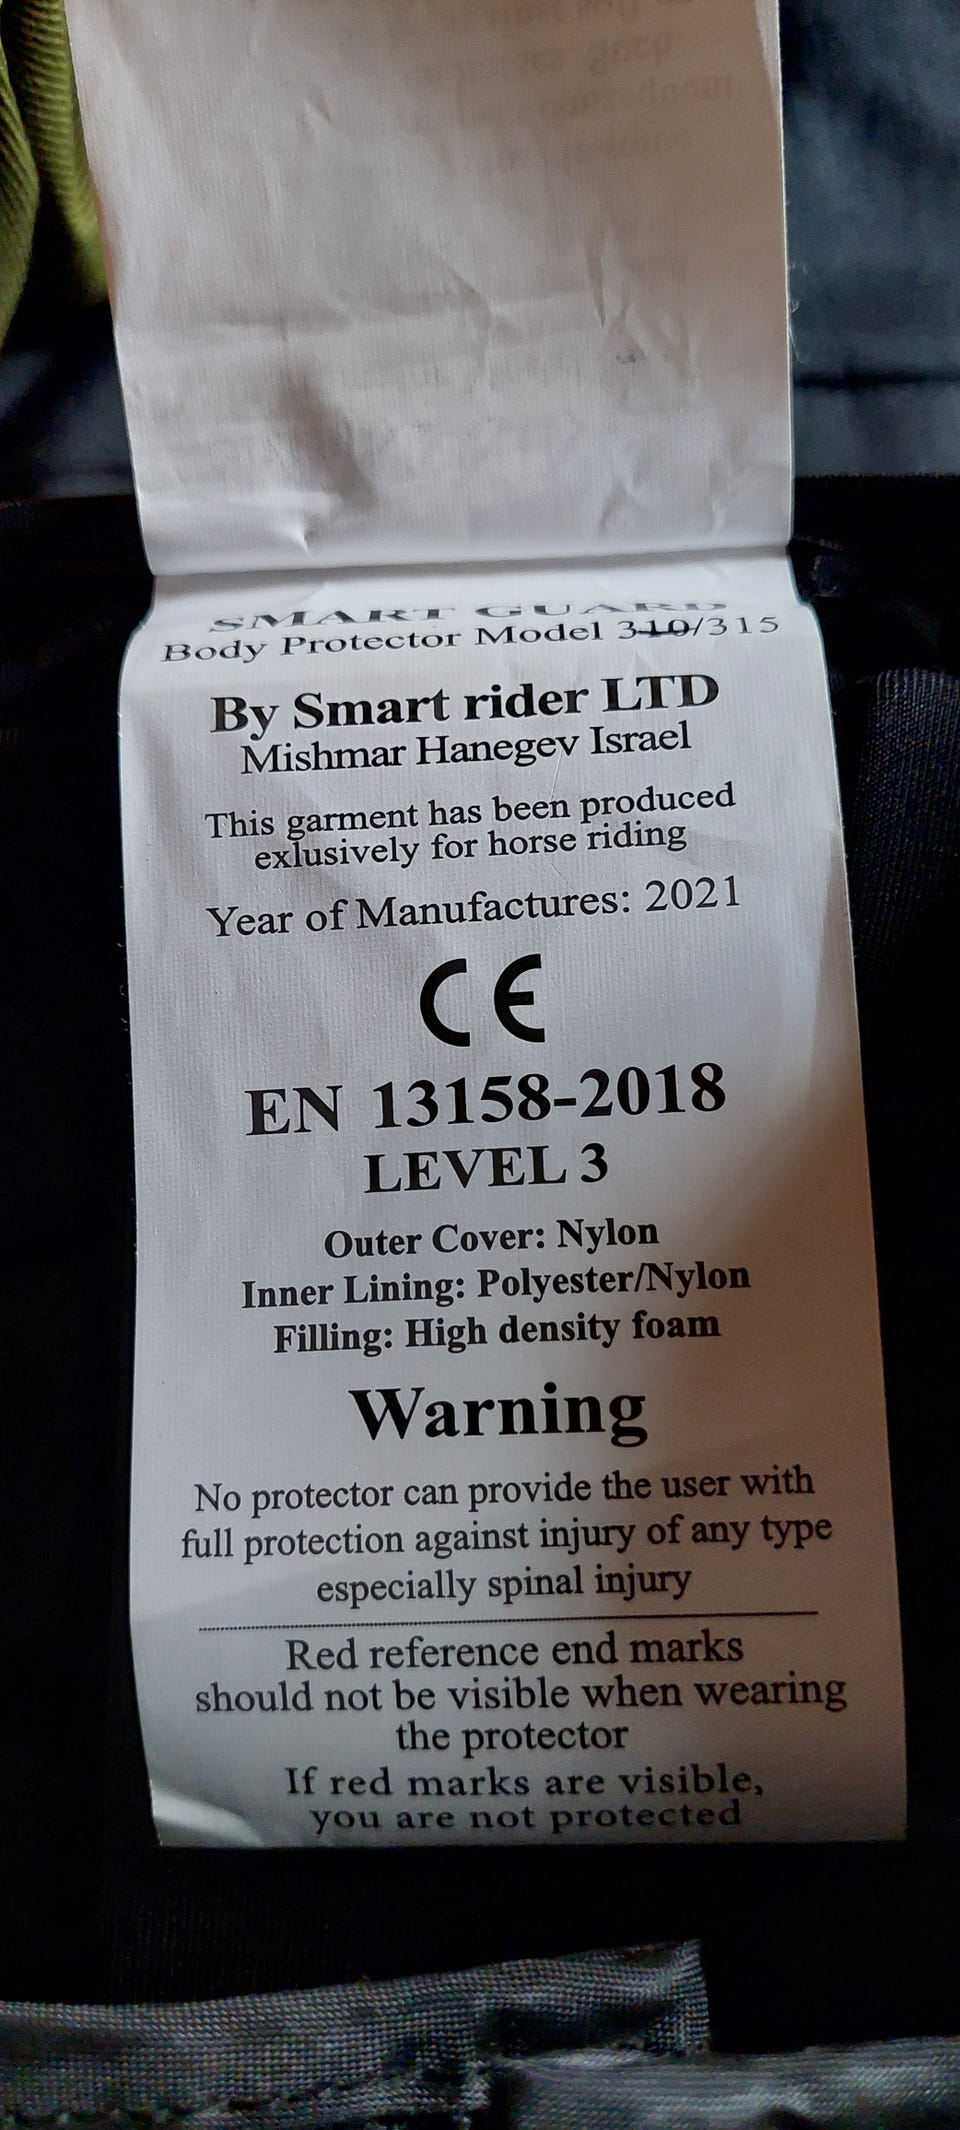 SMART GUARD
Body Protector Model 310/315
By Smart rider LTD
Mishmar Hanegev Israel
This garment has been produced
exlusively for horse riding
Year of Manufactures: 2021
CE
EN 13158-2018
LEVEL 3
Outer Cover: Nylon
Inner Lining: Polyester/Nylon
Filling: High density foam
Warning
No protector can provide the user with
full protection against injury of any type
especially spinal injury
Red reference end marks
should not be visible when wearing
the protector
If red marks are visible,
you are not protected